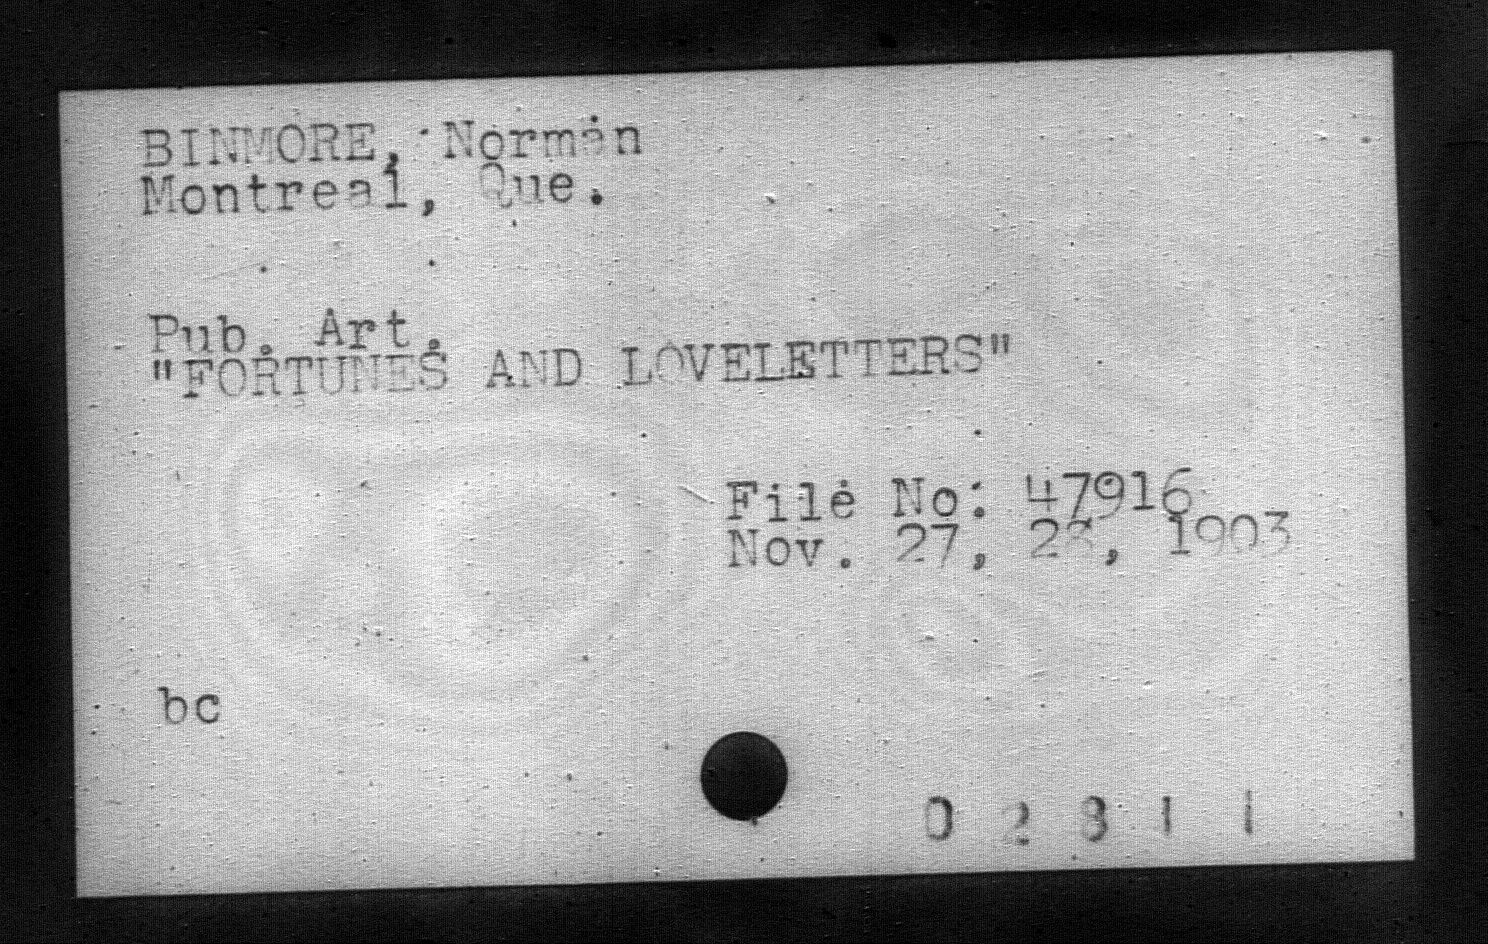 BINMORE, Norman
Montreal, Que.
Pub. Art.
"FORTUNES AND LOVELETTERS"
File No: 47916
Nov. 27, 28, 1903
bc
0 2 3 1 1